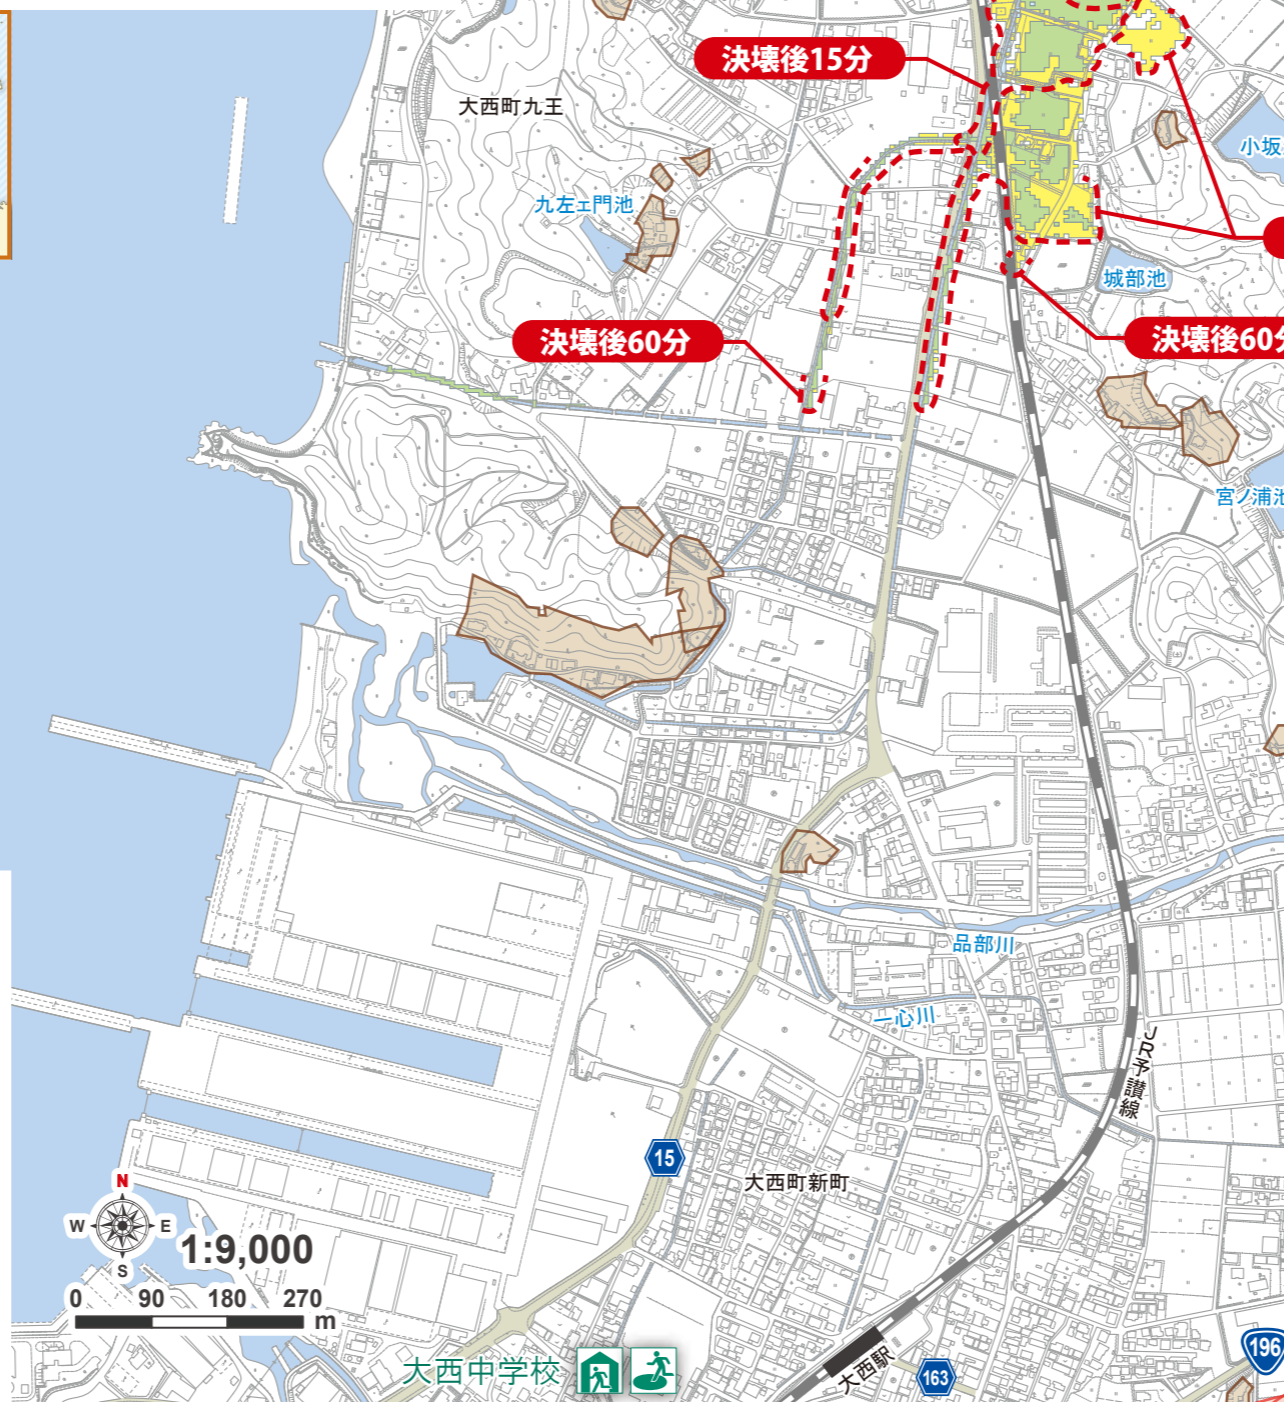 決壊後15分
大西町九王
小坂
九左ェ門池
城部池
決壊後60分
決壊後60分
宮ノ浦池
品部川
一心川
JR予讃線
15
大西町新町
N
W E
S
1:9,000
0 90 180 270 m
大西中学校
大西駅
163
196